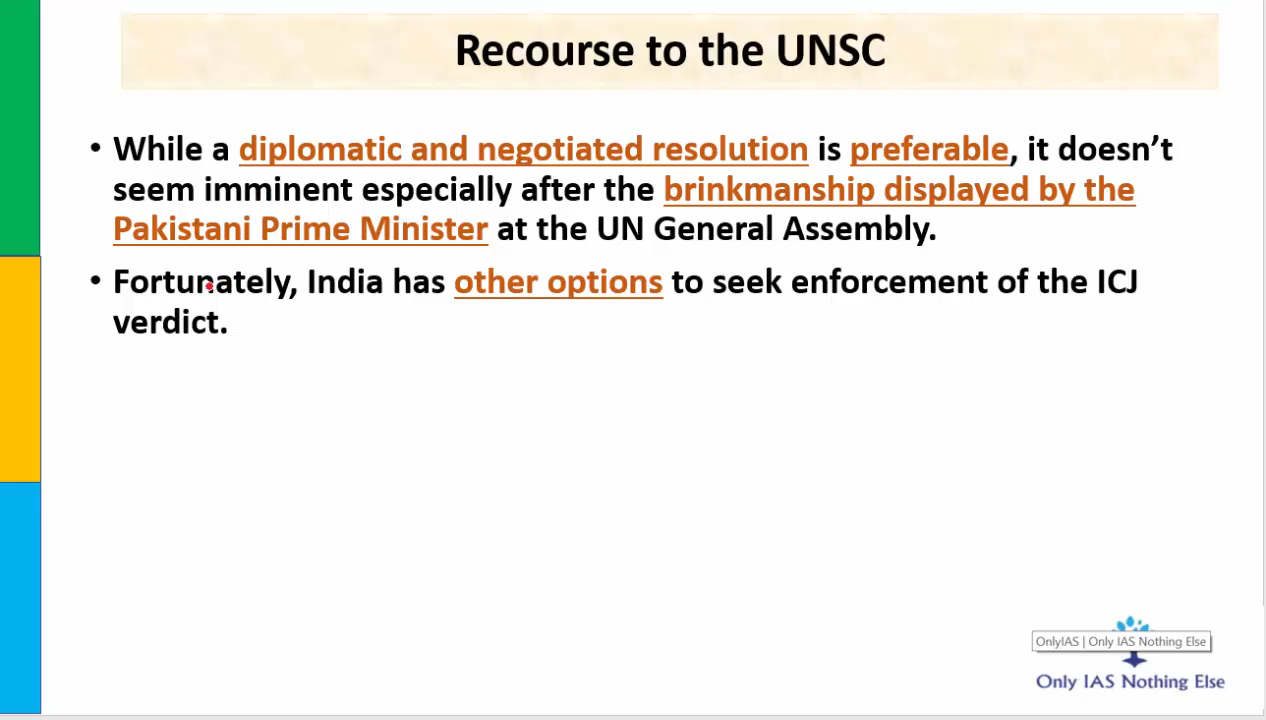 Recourse to the UNSC
• While a diplomatic and negotiated resolution is preferable, it doesn’t
seem imminent especially after the brinkmanship displayed by the
Pakistani Prime Minister at the UN General Assembly.
• Fortunately, India has other options to seek enforcement of the ICJ
verdict.
OnlyIAS | Only IAS Nothing Else
Only IAS Nothing Else